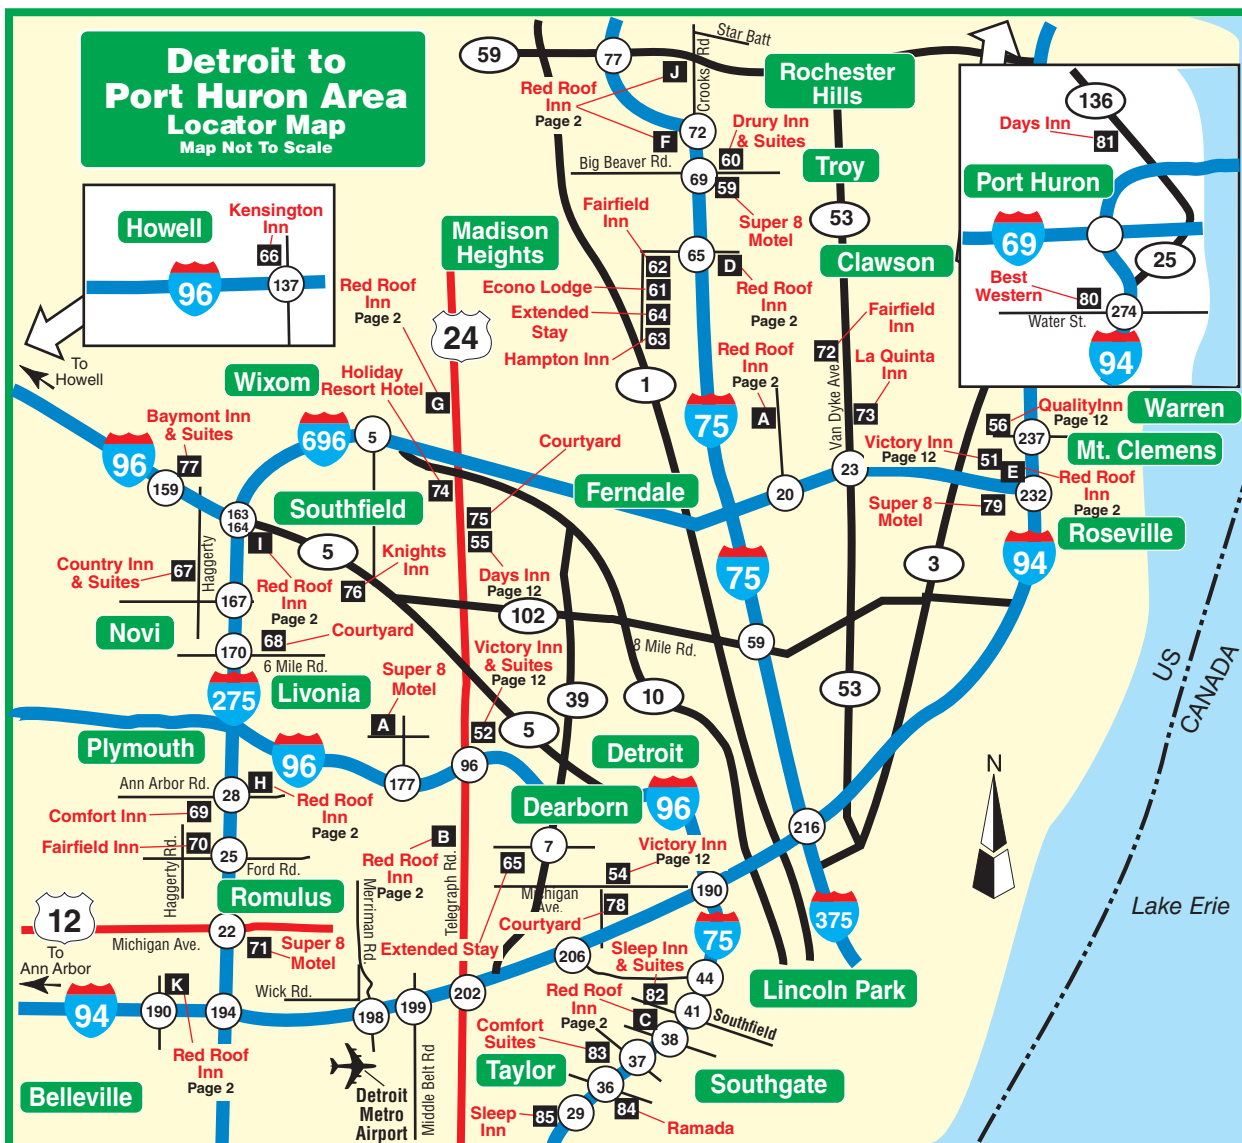 Detroit to
Port Huron Area
Locator Map
Map Not To Scale
59
77
Red Roof
Inn
Page 2
J
F
Crooks Rd
Star Batt
72
Rochester
Hills
Drury Inn
& Suites
60
Big Beaver Rd.
69
59
Super 8
Motel
Troy
53
136
Days Inn
81
Port Huron
69
25
Best
Western
80
274
Water St.
94
Howell
Kensington
Inn
66
96
137
To
Howell
Madison
Heights
24
Red Roof
Inn
Page 2
G
Fairfield
Inn
65
62
61
64
63
Econo Lodge
Extended
Stay
Hampton Inn
D
Red Roof
Inn
Page 2
Clawson
Fairfield
Inn
72
Van Dyke Ave.
La Quinta
Inn
73
Red Roof
Inn
Page 2
A
1
75
Wixom
Holiday
Resort Hotel
Baymont Inn
& Suites
77
96
159
696
5
74
Courtyard
75
55
Days Inn
Page 12
Ferndale
20
23
Victory Inn
Page 12
51
E
56
QualityInn
Page 12
Warren
237
Mt. Clemens
Red Roof
Inn
Page 2
232
Super 8
Motel
79
Roseville
94
163
164
Southfield
5
I
Haggerty
Country Inn
& Suites
67
Red Roof
Inn
Page 2
Knights
Inn
76
102
75
3
167
Novi
170
68
Courtyard
6 Mile Rd.
8 Mile Rd.
59
Victory Inn
& Suites
Page 12
52
Super 8
Motel
A
39
10
53
275
Livonia
5
US
CANADA
Plymouth
96
177
96
Detroit
96
N
Ann Arbor Rd.
28
H
Red Roof
Inn
Page 2
Comfort Inn
69
Fairfield Inn
70
25
Ford Rd.
Haggerty Rd.
Dearborn
7
65
B
Red Roof
Inn
Page 2
Telegraph Rd.
Victory Inn
Page 12
54
Michigan
Ave.
216
190
375
Lake Erie
12
To
Ann Arbor
Romulus
22
Michigan Ave.
71
Super 8
Motel
Merriman Rd.
Extended Stay
Courtyard
78
206
Sleep Inn
& Suites
82
75
44
Lincoln Park
94
190
K
Red Roof
Inn
Page 2
194
Wick Rd.
198
199
202
Red Roof
Inn
Page 2
C
41
Southfield
38
Comfort
Suites
83
37
Taylor
36
Southgate
Belleville
Detroit
Metro
Airport
Middle Belt Rd
Sleep
Inn
85
29
84
Ramada